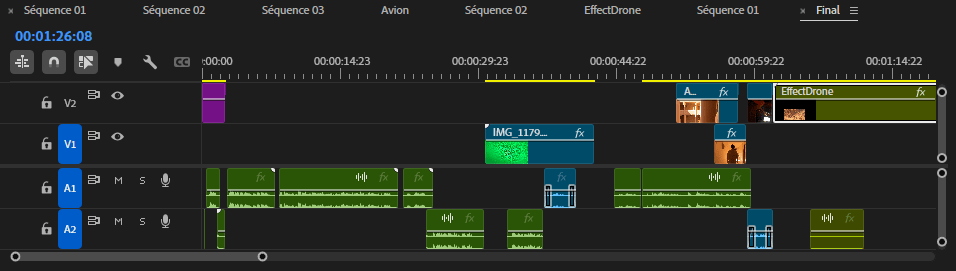 × Séquence 01 Séquence 02 Séquence 03 Avion Séquence 02 EffectDrone Séquence 01 × Final ≡
00:01:26:08
CC :00:00 00:00:14:23 00:00:29:23 00:00:44:22 00:00:59:22 00:01:14:22
V2 A... fx EffectDrone fx
V1 IMG_1179... fx fx
A1 M S fx fx fx fx fx fx
A2 M S fx fx fx